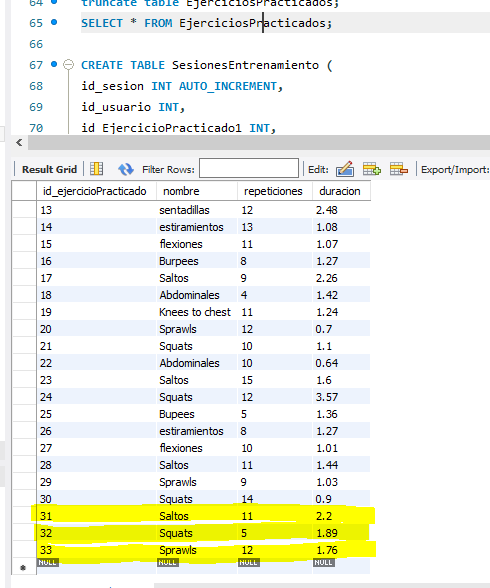 64 truncate table EjerciciosPracticados;
65 SELECT * FROM EjerciciosPracticados;
66
67 CREATE TABLE SesionesEntrenamiento (
68 id_sesion INT AUTO_INCREMENT,
69 id_usuario INT,
70 id EjercicioPracticado1 INT,
Result Grid Filter Rows: Edit: Export/Import:
id_ejercicioPracticado nombre repeticiones duracion
13 sentadillas 12 2.48
14 estiramientos 13 1.08
15 flexiones 11 1.07
16 Burpees 8 1.27
17 Saltos 9 2.26
18 Abdominales 4 1.42
19 Knees to chest 11 1.24
20 Sprawls 12 0.7
21 Squats 10 1.1
22 Abdominales 10 0.64
23 Saltos 15 1.6
24 Squats 12 3.57
25 Bupees 5 1.36
26 estiramientos 8 1.27
27 flexiones 10 1.01
28 Saltos 11 1.44
29 Sprawls 9 1.03
30 Squats 14 0.9
31 Saltos 11 2.2
32 Squats 5 1.89
33 Sprawls 12 1.76
NULL NULL NULL NULL